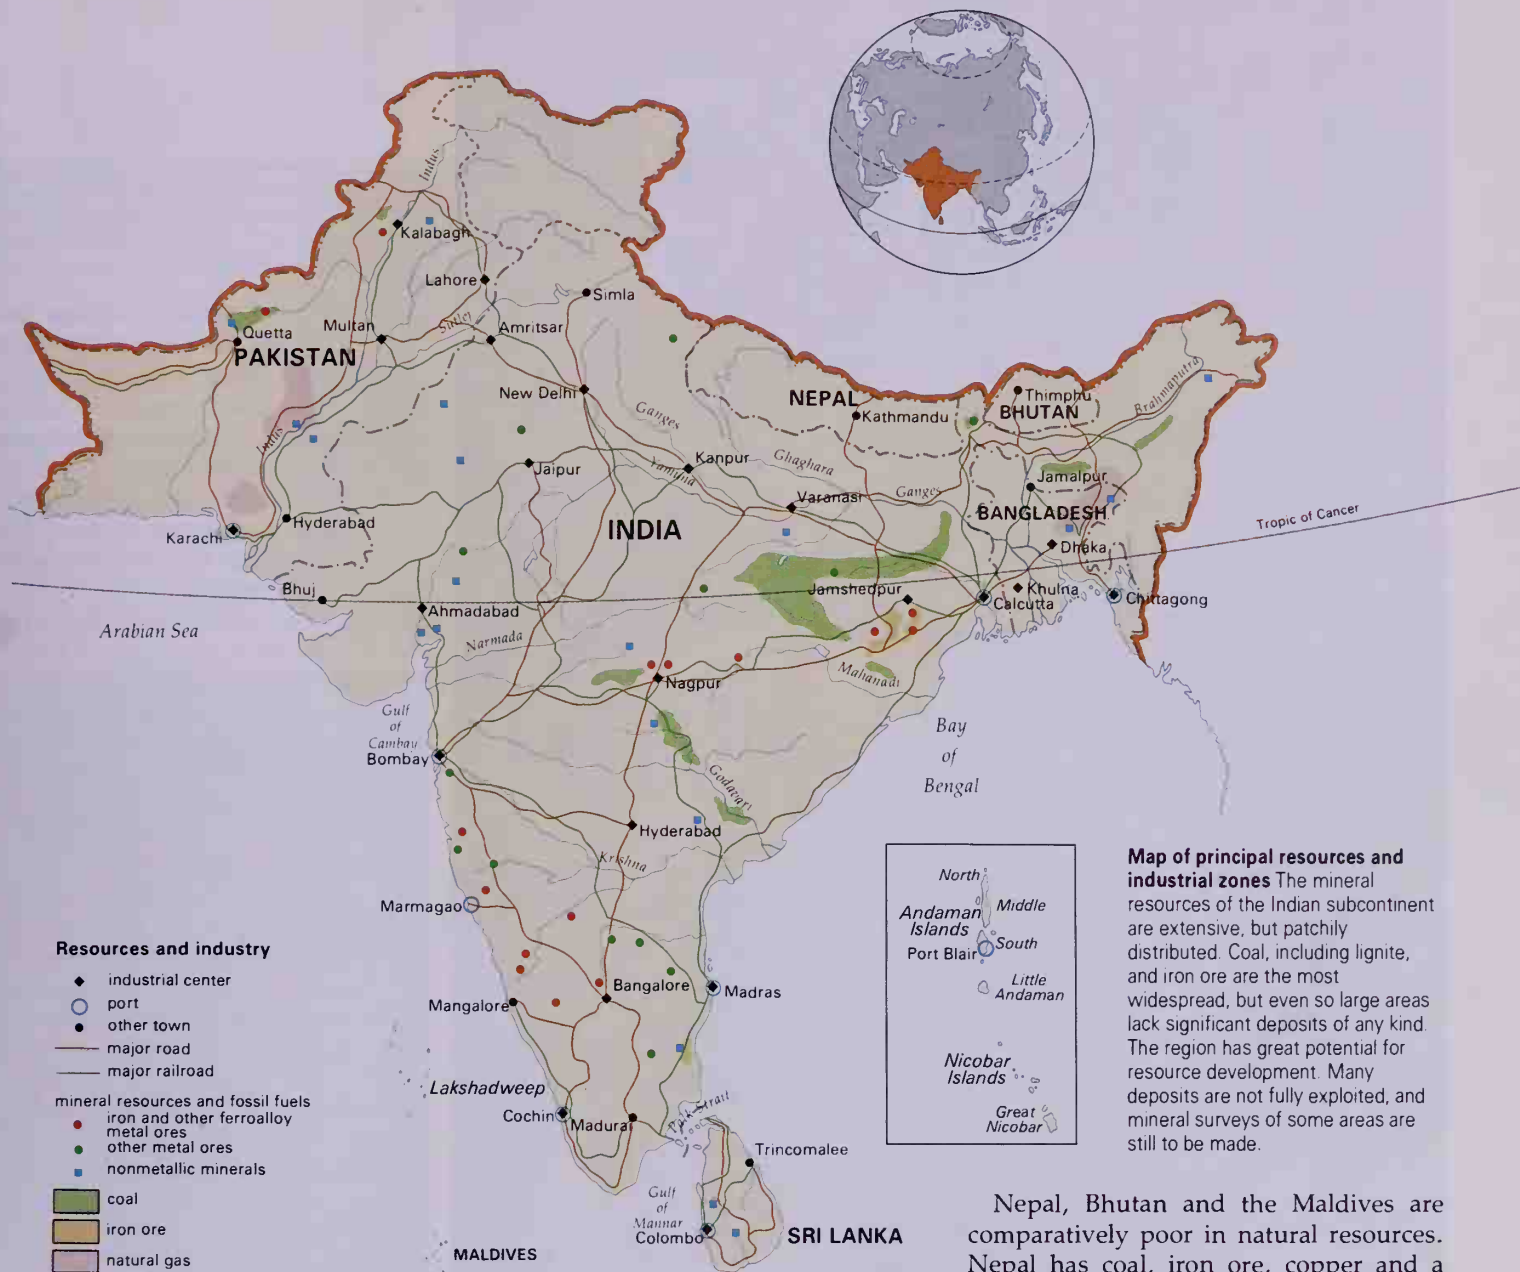 Indus
Kalabagh
Lahore
Simla
Quetta
Multan
Sutlej
Amritsar
PAKISTAN
New Delhi
NEPAL
Kathmandu
Thimphu
BHUTAN
Brahmaputra
Ganges
Indus
Jaipur
Kanpur
Yamuna
Ghaghara
Varanasi
Ganges
Jamalpur
BANGLADESH
INDIA
Tropic of Cancer
Karachi
Hyderabad
Dhaka
Bhuj
Ahmadabad
Jamshedpur
Calcutta
Khulna
Chittagong
Arabian Sea
Narmada
Nagpur
Mahanadi
Gulf
of
Cambay
Bombay
Bay
of
Bengal
Godavari
Hyderabad
Krishna
Marmagao
Bangalore
Madras
Mangalore
Lakshadweep
Cochin
Madurai
Palk Strait
Trincomalee
Gulf
of
Mannar
Colombo
SRI LANKA
MALDIVES
Resources and industry
industrial center
port
other town
major road
major railroad
mineral resources and fossil fuels
iron and other ferroalloy
metal ores
other metal ores
nonmetallic minerals
coal
iron ore
natural gas
North
Middle
Andaman
Islands
South
Port Blair
Little
Andaman
Nicobar
Islands
Great
Nicobar
Map of principal resources and
industrial zones The mineral
resources of the Indian subcontinent
are extensive, but patchily
distributed. Coal, including lignite,
and iron ore are the most
widespread, but even so large areas
lack significant deposits of any kind.
The region has great potential for
resource development. Many
deposits are not fully exploited, and
mineral surveys of some areas are
still to be made.
Nepal, Bhutan and the Maldives are
comparatively poor in natural resources.
Nepal has coal, iron ore, copper and a